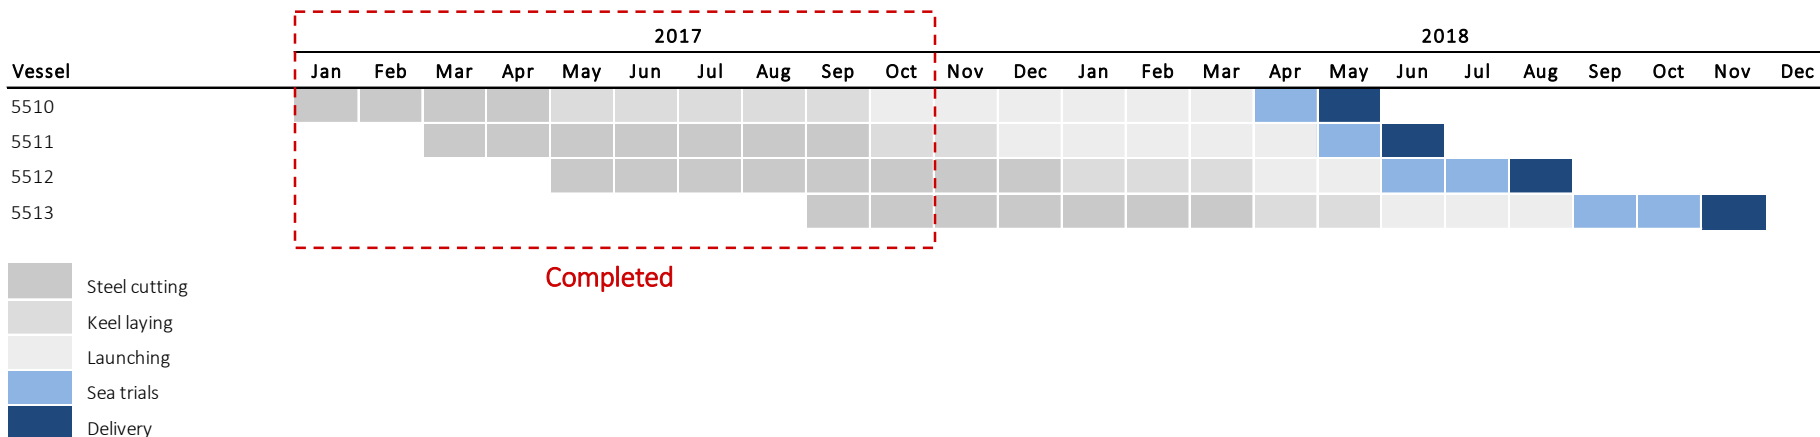 2017 2018
Vessel Jan Feb Mar Apr May Jun Jul Aug Sep Oct Nov Dec Jan Feb Mar Apr May Jun Jul Aug Sep Oct Nov Dec
5510
5511
5512
5513
Completed
Steel cutting
Keel laying
Launching
Sea trials
Delivery